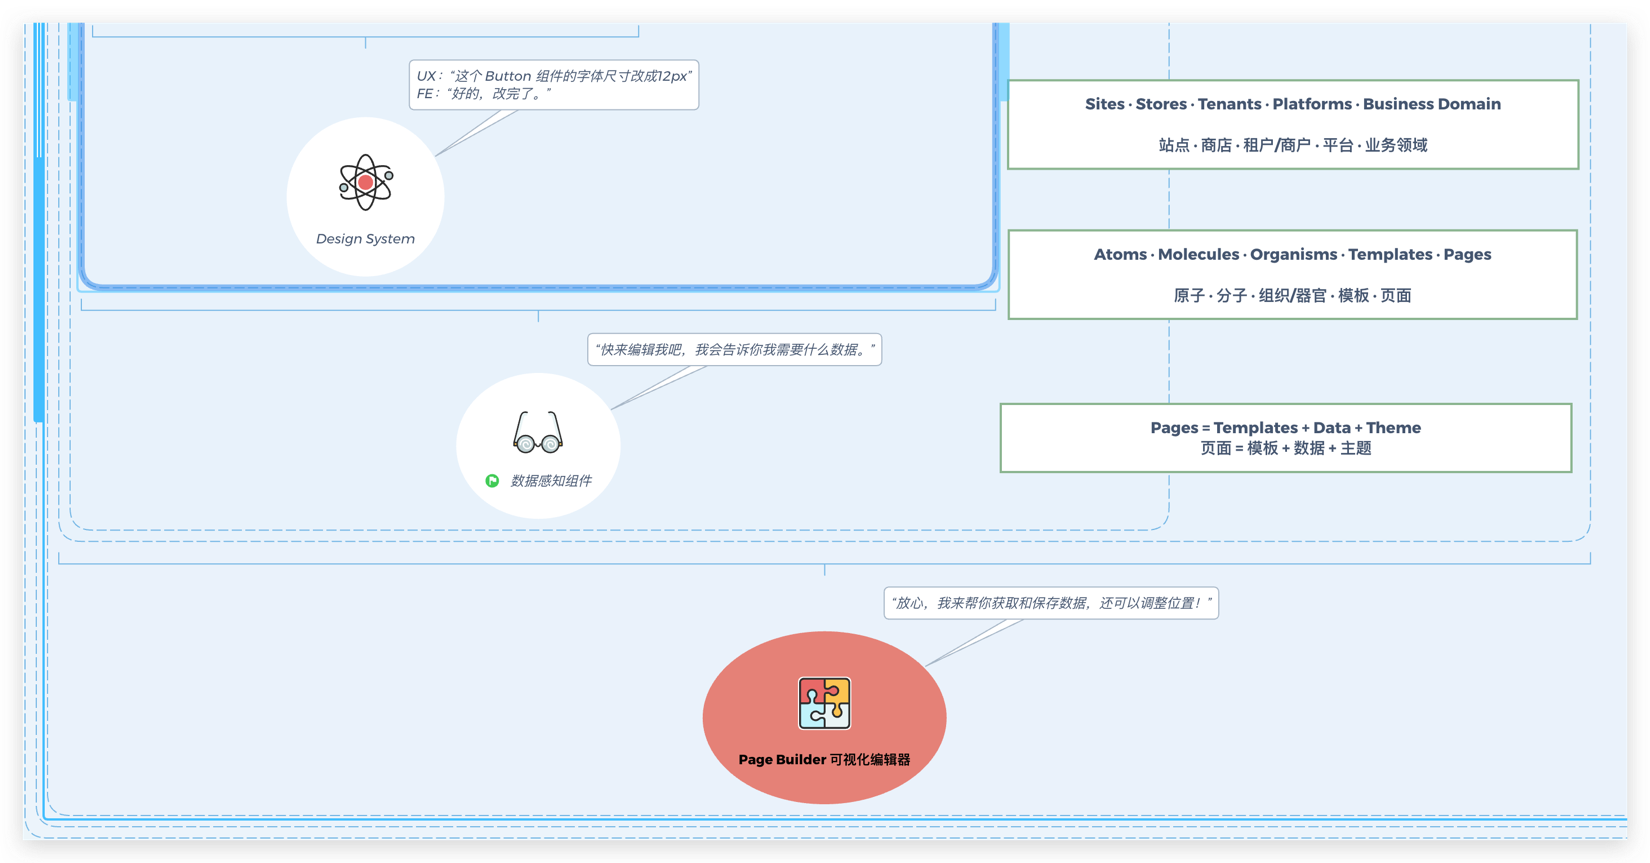 UX：“这个 Button 组件的字体尺寸改成12px”
FE：“好的，改完了。”
Design System
Sites · Stores · Tenants · Platforms · Business Domain
站点 · 商店 · 租户/商户 · 平台 · 业务领域
Atoms · Molecules · Organisms · Templates · Pages
原子 · 分子 · 组织/器官 · 模板 · 页面
“快来编辑我吧，我会告诉你我需要什么数据。”
数据感知组件
Pages = Templates + Data + Theme
页面 = 模板 + 数据 + 主题
“放心，我来帮你获取和保存数据，还可以调整位置！”
Page Builder 可视化编辑器